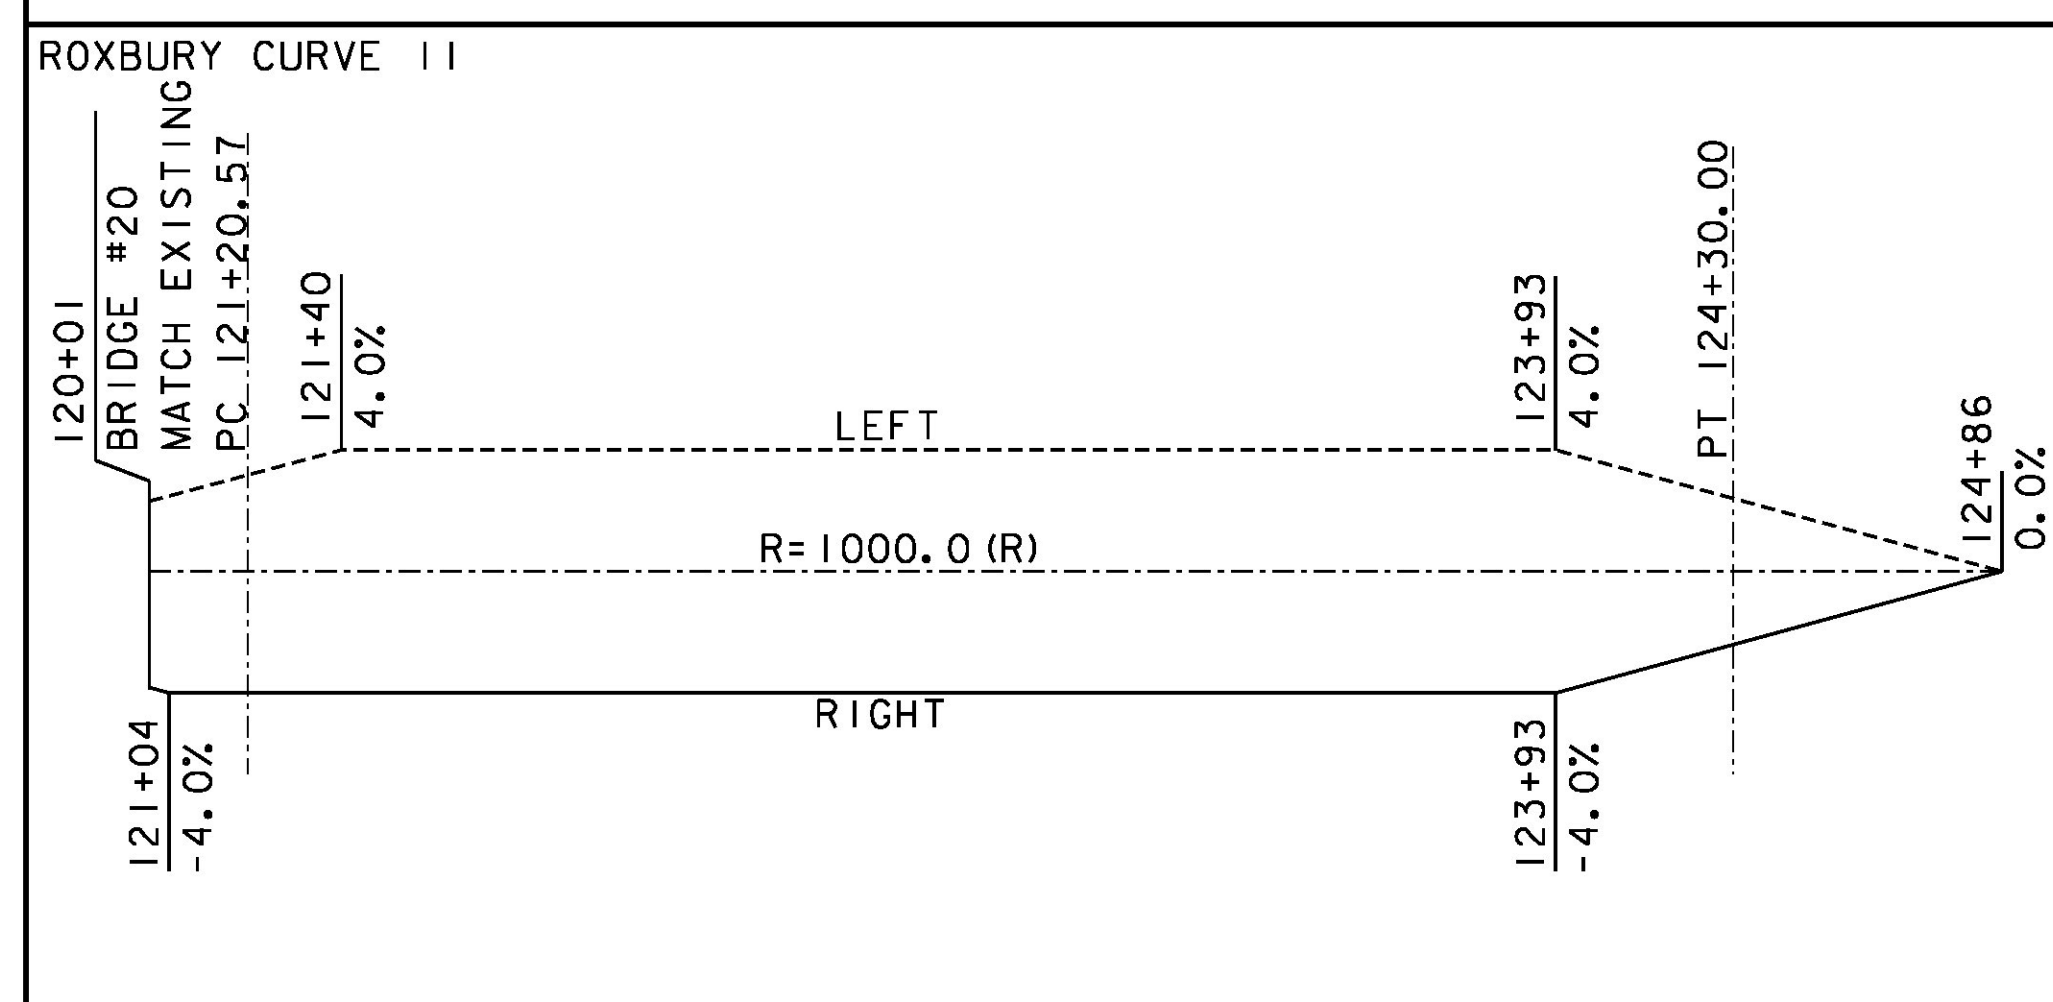 ROXBURY CURVE 11
120+01
BRIDGE #20
MATCH EXISTING
PC 121+20.57
121+40
4.0%
LEFT
123+93
4.0%
PT 124+30.00
124+86
0.0%
R=1000.0 (R)
RIGHT
121+04
-4.0%
123+93
-4.0%